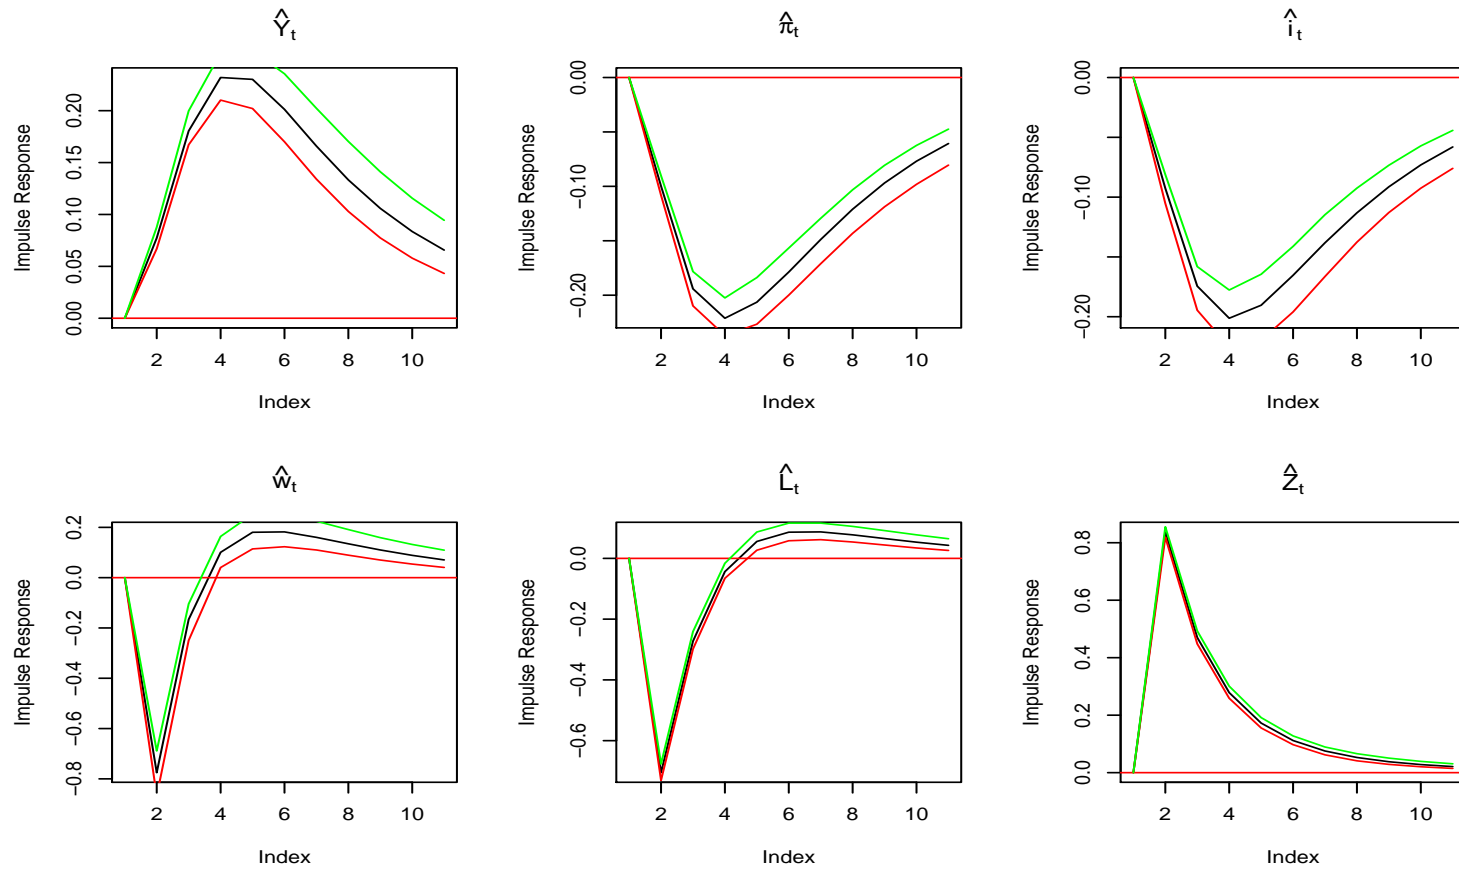 Ŷt
Impulse Response
0.00 0.05 0.10 0.15 0.20
2 4 6 8 10
Index
π̂t
Impulse Response
−0.20 −0.10 0.00
2 4 6 8 10
Index
ît
Impulse Response
−0.20 −0.10 0.00
2 4 6 8 10
Index
ŵt
Impulse Response
−0.8 −0.6 −0.4 −0.2 0.0 0.2
2 4 6 8 10
Index
L̂t
Impulse Response
−0.6 −0.4 −0.2 0.0
2 4 6 8 10
Index
Ẑt
Impulse Response
0.0 0.2 0.4 0.6 0.8
2 4 6 8 10
Index